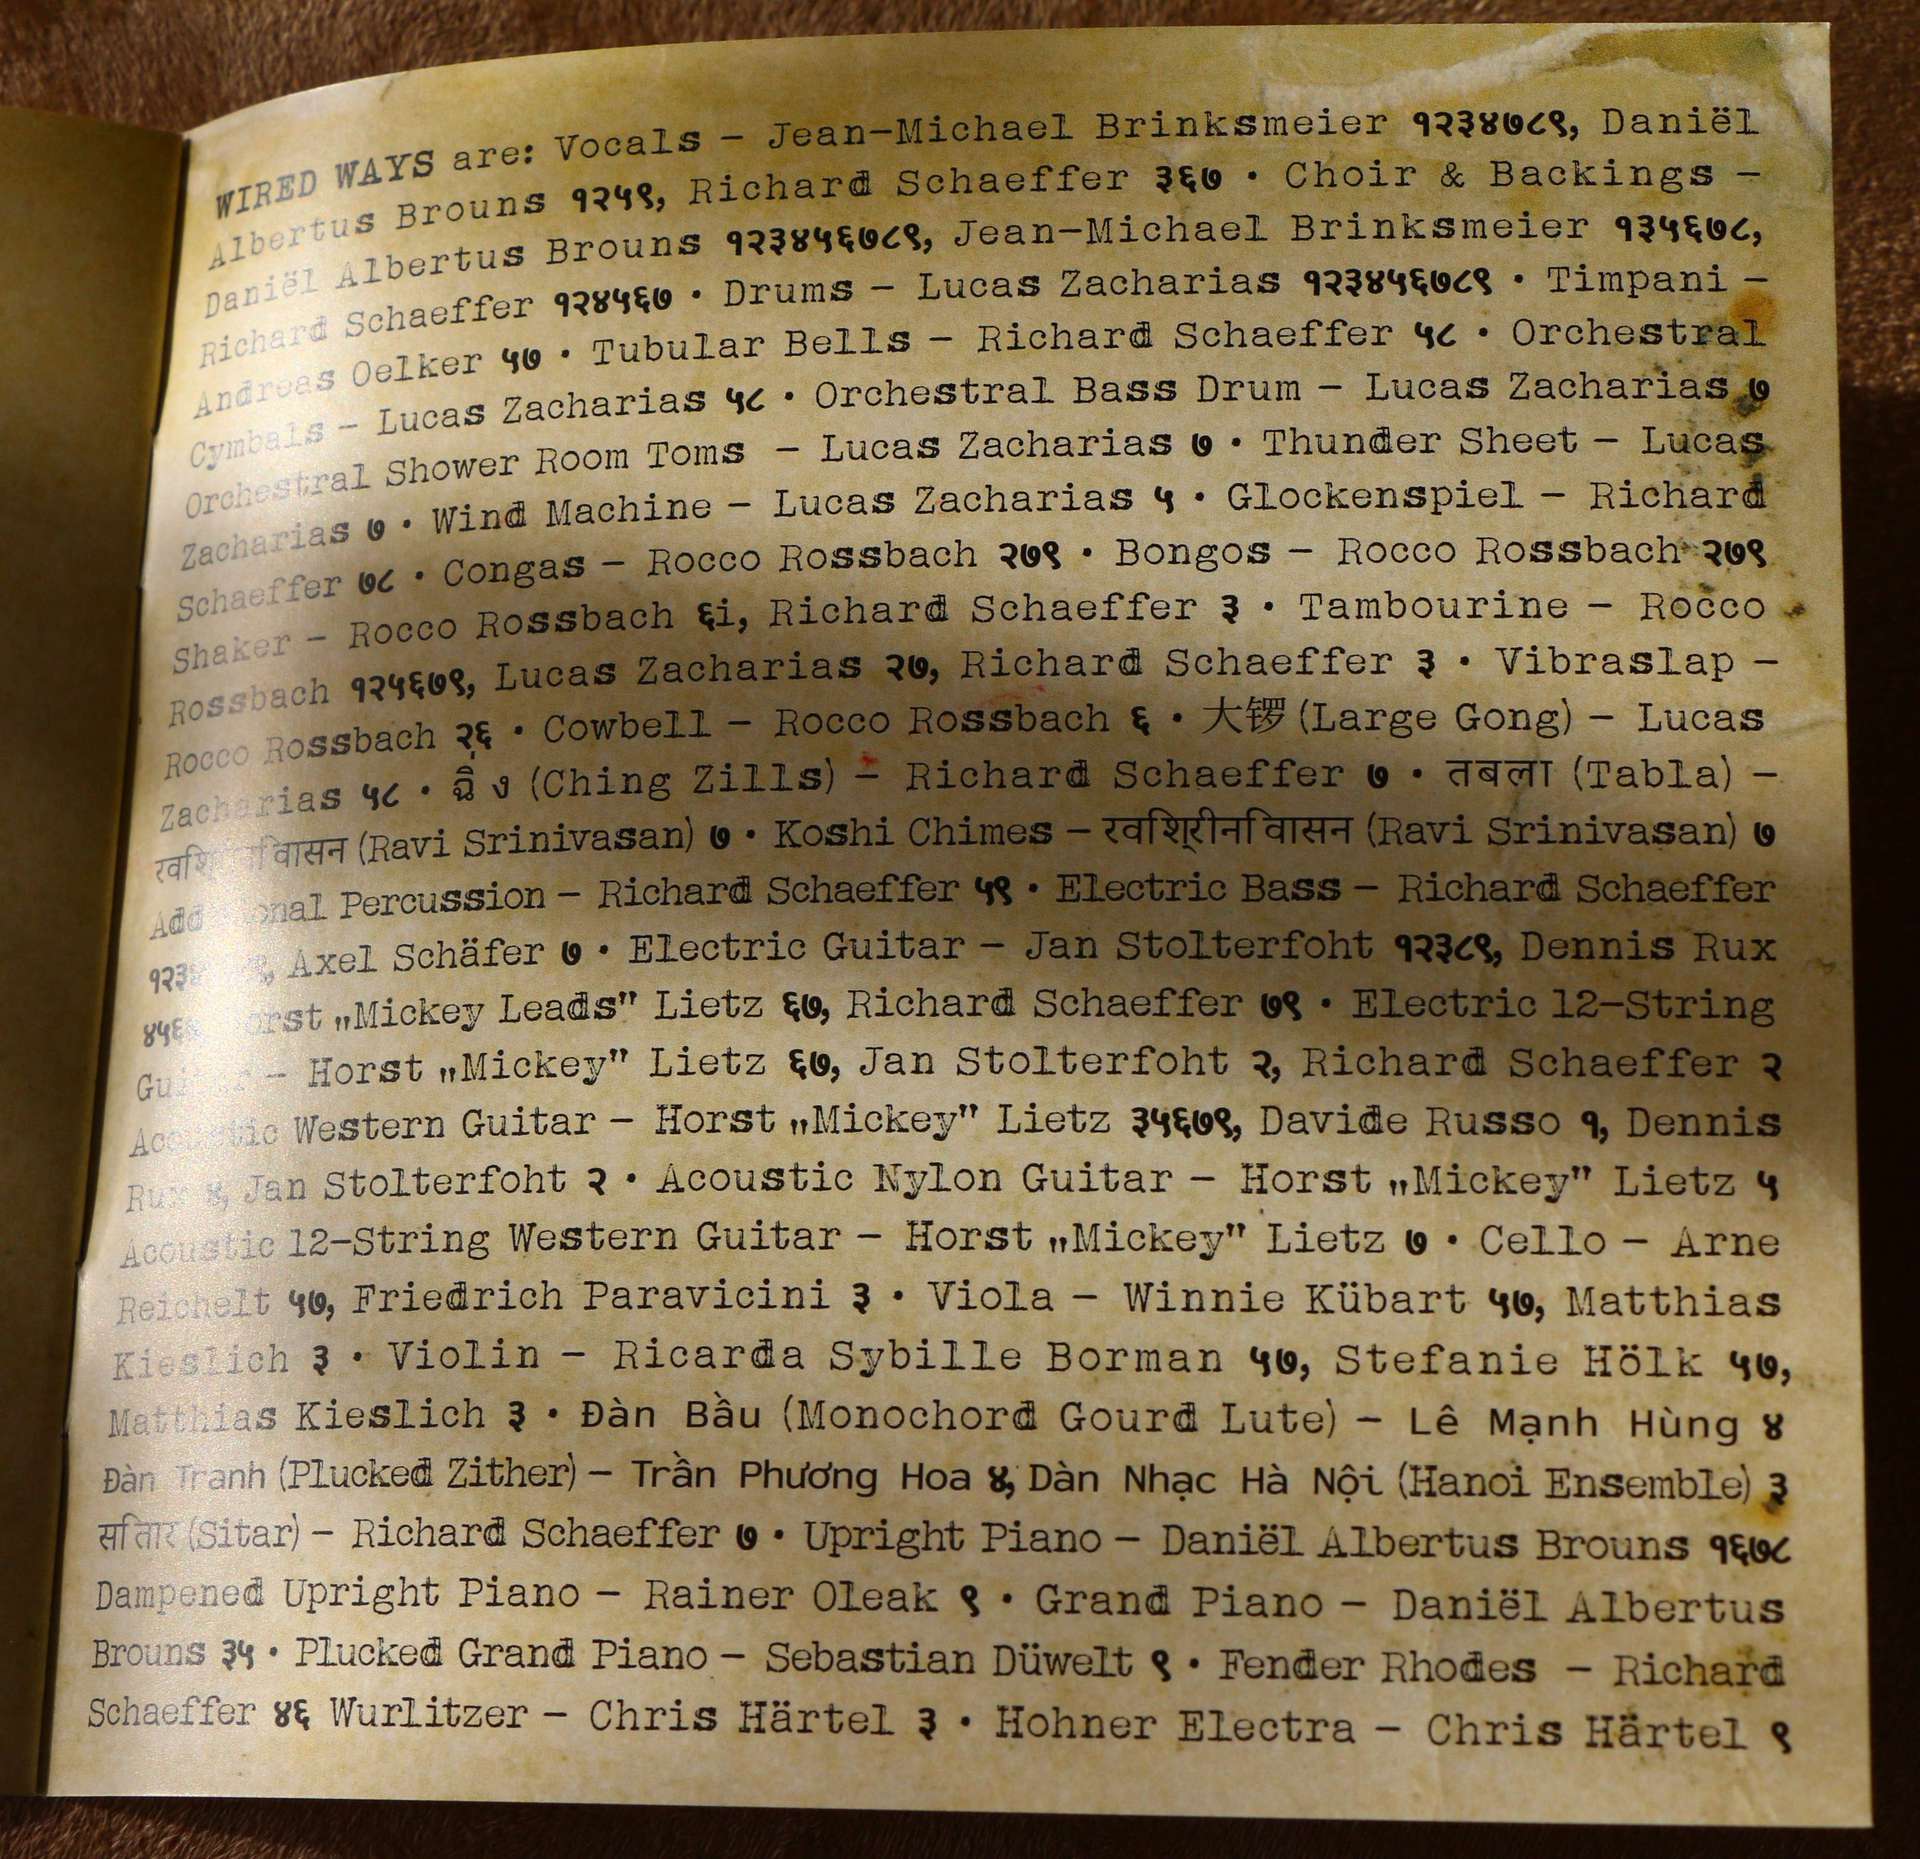 WIRED WAYS are: Vocals – Jean-Michael Brinksmeier १२३४७८९, Daniël
Albertus Brouns १२५९, Richard Schaeffer ३६७ • Choir & Backings –
Daniël Albertus Brouns १२३४५६७८९, Jean-Michael Brinksmeier १३५६७८,
Richard Schaeffer १२४५६७ • Drums – Lucas Zacharias १२३४५६७८९ • Timpani –
Andreas Oelker ५७ • Tubular Bells – Richard Schaeffer ५८ • Orchestral
Cymbals – Lucas Zacharias ५८ • Orchestral Bass Drum – Lucas Zacharias ७
Orchestral Shower Room Toms – Lucas Zacharias ७ • Thunder Sheet – Lucas
Zacharias ७ • Wind Machine – Lucas Zacharias ५ • Glockenspiel – Richard
Schaeffer ७८ • Congas – Rocco Rossbach २७९ • Bongos – Rocco Rossbach २७९
Shaker – Rocco Rossbach ६i, Richard Schaeffer ३ • Tambourine – Rocco
Rossbach १२५६७९, Lucas Zacharias २७, Richard Schaeffer ३ • Vibraslap –
Rocco Rossbach २६ • Cowbell – Rocco Rossbach ६ • 大锣 (Large Gong) – Lucas
Zacharias ५८ • ฉิ่ง (Ching Zills) – Richard Schaeffer ७ • तबला (Tabla) –
(Ravi Srinivasan) ७ • Koshi Chimes – रवशि्रीनविासन (Ravi Srinivasan) ७
Percussion – Richard Schaeffer ५९ • Electric Bass – Richard Schaeffer
Axel Schäfer ७ • Electric Guitar – Jan Stolterfoht १२३८९, Dennis Rux
„Mickey Leads" Lietz ६७, Richard Schaeffer ७९ • Electric 12-String
Guitar – Horst „Mickey" Lietz ६७, Jan Stolterfoht २, Richard Schaeffer २
Acoustic Western Guitar – Horst „Mickey" Lietz ३५६७९, Davide Russo १, Dennis
Rux ४, Jan Stolterfoht २ • Acoustic Nylon Guitar – Horst „Mickey" Lietz ५
Acoustic 12-String Western Guitar – Horst „Mickey" Lietz ७ • Cello – Arne
Reichelt ५७, Friedrich Paravicini ३ • Viola – Winnie Kübart ५७, Matthias
Kieslich ३ • Violin – Ricarda Sybille Borman ५७, Stefanie Hölk ५७,
Matthias Kieslich ३ • Đàn Bầu (Monochord Gourd Lute) – Lê Mạnh Hùng ४
Đàn Tranh (Plucked Zither) – Trần Phương Hoa ४, Dàn Nhạc Hà Nội (Hanoi Ensemble) ३
सतिार (Sitar) – Richard Schaeffer ७ • Upright Piano – Daniël Albertus Brouns १६७८
Dampened Upright Piano – Rainer Oleak ९ • Grand Piano – Daniël Albertus
Brouns ३५ • Plucked Grand Piano – Sebastian Düwelt ९ • Fender Rhodes – Richard
Schaeffer ४६ Wurlitzer – Chris Härtel ३ • Hohner Electra – Chris Härtel ९